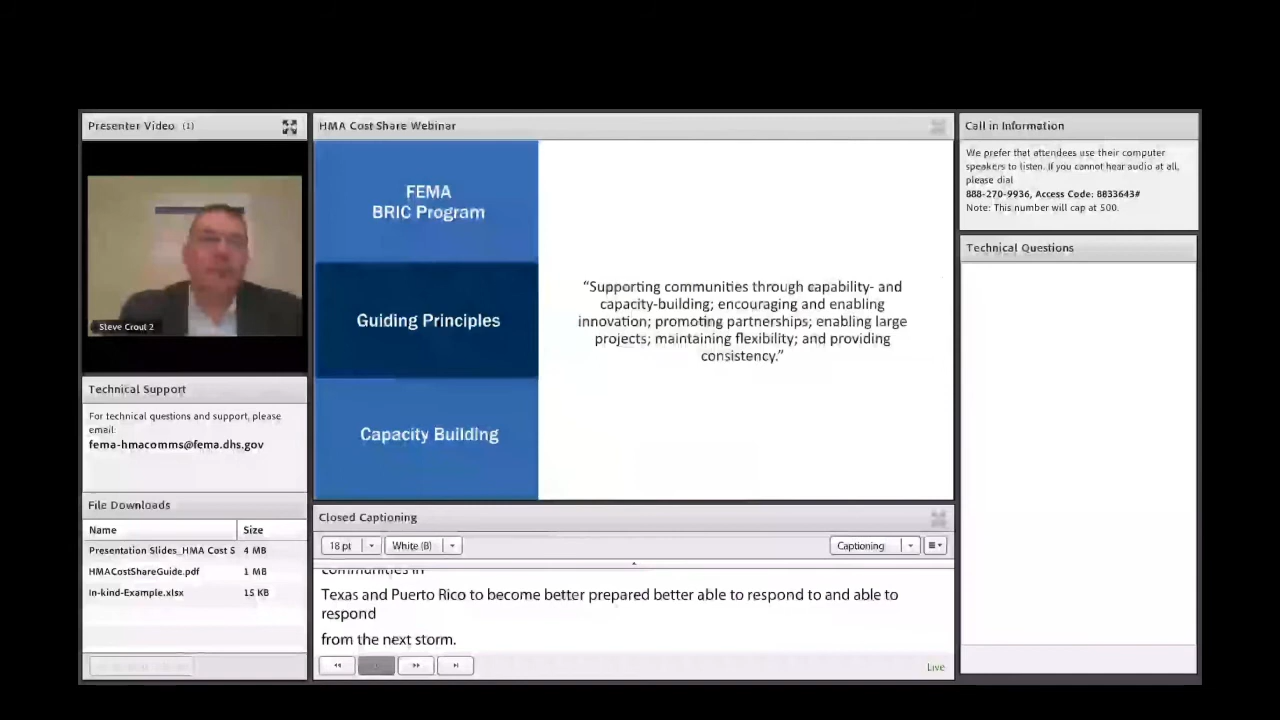 Presenter Video (1)
Steve Crout 2
Technical Support
For technical questions and support, please
email:
fema-hmacomms@fema.dhs.gov
File Downloads
Name Size
Presentation Slides_HMA Cost S 4 MB
HMACostShareGuide.pdf 1 MB
In-kind-Example.xlsx 15 KB
HMA Cost Share Webinar
FEMA
BRIC Program
Guiding Principles
Capacity Building
“Supporting communities through capability- and
capacity-building; encouraging and enabling
innovation; promoting partnerships; enabling large
projects; maintaining flexibility; and providing
consistency.”
Closed Captioning
18 pt White (B) Captioning
communities in
Texas and Puerto Rico to become better prepared better able to respond to and able to
respond
from the next storm.
Live
Call in Information
We prefer that attendees use their computer
speakers to listen. If you cannot hear audio at all,
please dial
888-270-9936, Access Code: 8833643#
Note: This number will cap at 500.
Technical Questions